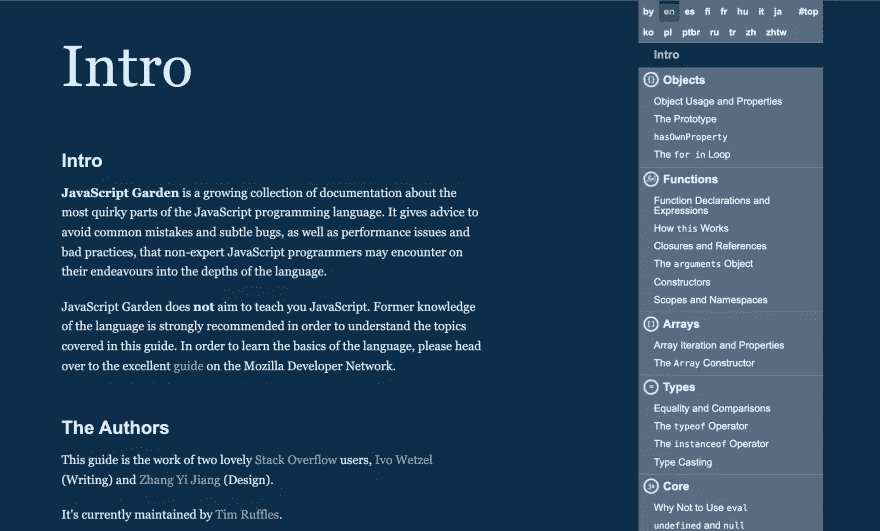 Intro
Intro
JavaScript Garden is a growing collection of documentation about the
most quirky parts of the JavaScript programming language. It gives advice to
avoid common mistakes and subtle bugs, as well as performance issues and
bad practices, that non-expert JavaScript programmers may encounter on
their endeavours into the depths of the language.
JavaScript Garden does not aim to teach you JavaScript. Former knowledge
of the language is strongly recommended in order to understand the topics
covered in this guide. In order to learn the basics of the language, please head
over to the excellent guide on the Mozilla Developer Network.
The Authors
This guide is the work of two lovely Stack Overflow users, Ivo Wetzel
(Writing) and Zhang Yi Jiang (Design).
It's currently maintained by Tim Ruffles.
by en es fi fr hu it ja #top
ko pl ptbr ru tr zh zhtw
Intro
Objects
Object Usage and Properties
The Prototype
hasOwnProperty
The for in Loop
Functions
Function Declarations and
Expressions
How this Works
Closures and References
The arguments Object
Constructors
Scopes and Namespaces
Arrays
Array Iteration and Properties
The Array Constructor
Types
Equality and Comparisons
The typeof Operator
The instanceof Operator
Type Casting
Core
Why Not to Use eval
undefined and null